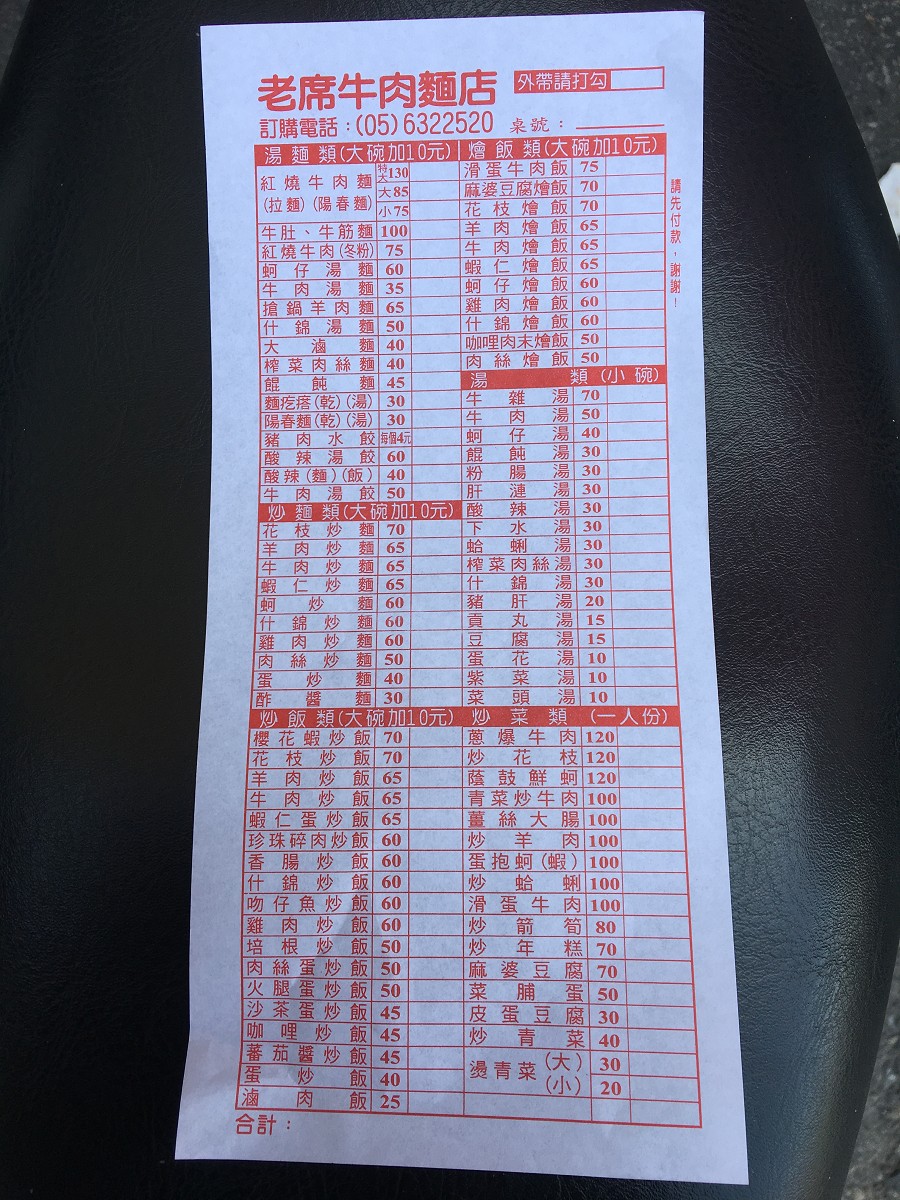 老席牛肉麵店 外帶請打勾
訂購電話：(05)6322520 桌號：
請先付款，謝謝！
湯麵類(大碗加10元)
紅燒牛肉麵 特大130
(拉麵)(陽春麵) 大85
小75
牛肚、牛筋麵 100
紅燒牛肉(冬粉) 75
蚵仔湯麵 60
牛肉湯麵 35
搶鍋羊肉麵 65
什錦湯麵 50
大滷麵 40
榨菜肉絲麵 40
餛飩麵 45
麵疙瘩(乾)(湯) 30
陽春麵(乾)(湯) 30
豬肉水餃 每個4元
酸辣湯餃 60
酸辣(麵)(飯) 40
牛肉湯餃 50
炒麵類(大碗加10元)
花枝炒麵 70
羊肉炒麵 65
牛肉炒麵 65
蝦仁炒麵 65
蚵炒麵 60
什錦炒麵 60
雞肉炒麵 60
肉絲炒麵 50
蛋炒麵 40
酢醬麵 30
炒飯類(大碗加10元)
櫻花蝦炒飯 70
花枝炒飯 70
羊肉炒飯 65
牛肉炒飯 65
蝦仁蛋炒飯 65
珍珠碎肉炒飯 60
香腸炒飯 60
什錦炒飯 60
吻仔魚炒飯 60
雞肉炒飯 60
培根炒飯 50
肉絲蛋炒飯 50
火腿蛋炒飯 50
沙茶蛋炒飯 45
咖哩炒飯 45
蕃茄醬炒飯 45
蛋炒飯 40
滷肉飯 25
合計：
燴飯類(大碗加10元)
滑蛋牛肉飯 75
麻婆豆腐燴飯 70
花枝燴飯 70
羊肉燴飯 65
牛肉燴飯 65
蝦仁燴飯 65
蚵仔燴飯 60
雞肉燴飯 60
什錦燴飯 60
咖哩肉末燴飯 50
肉絲燴飯 50
湯類(小碗)
牛雜湯 70
牛肉湯 50
蚵仔湯 40
餛飩湯 30
粉腸湯 30
肝連湯 30
酸辣湯 30
下水湯 30
蛤蜊湯 30
榨菜肉絲湯 30
什錦湯 30
豬肝湯 20
貢丸湯 15
豆腐湯 15
蛋花湯 10
紫菜湯 10
菜頭湯 10
炒菜類(一人份)
蔥爆牛肉 120
炒花枝 120
蔭鼓鮮蚵 120
青菜炒牛肉 100
薑絲大腸 100
炒羊肉 100
蛋抱蚵(蝦) 100
炒蛤蜊 100
滑蛋牛肉 100
炒箭筍 80
炒年糕 70
麻婆豆腐 70
菜脯蛋 50
皮蛋豆腐 30
炒青菜 40
燙青菜 (大) 30
(小) 20